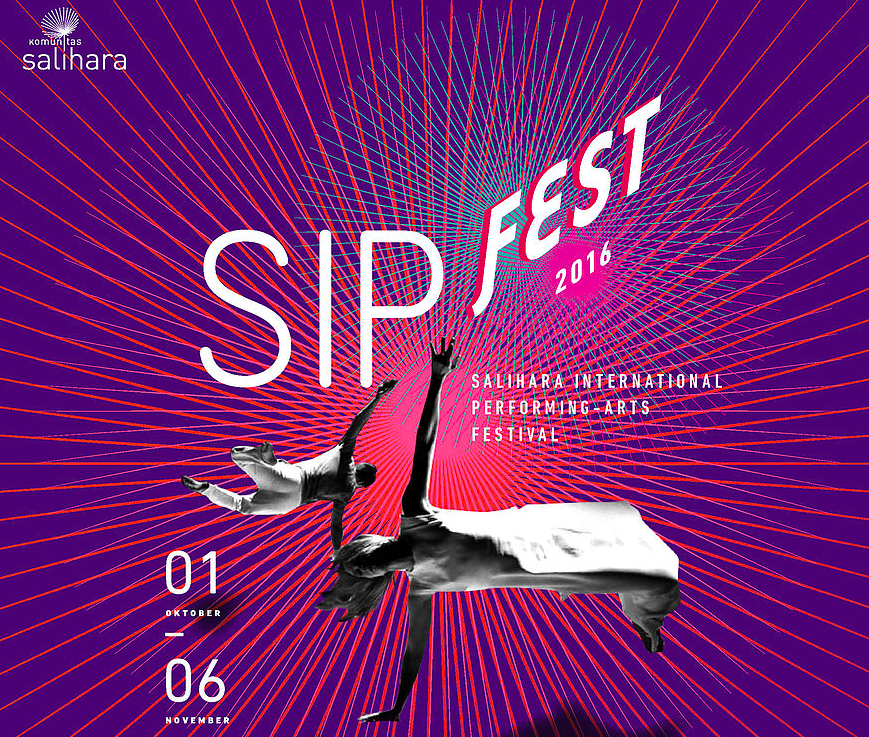 komunitas
salihara
SIP FEST
2016
SALIHARA INTERNATIONAL
PERFORMING-ARTS
FESTIVAL
01
OKTOBER
–
06
NOVEMBER